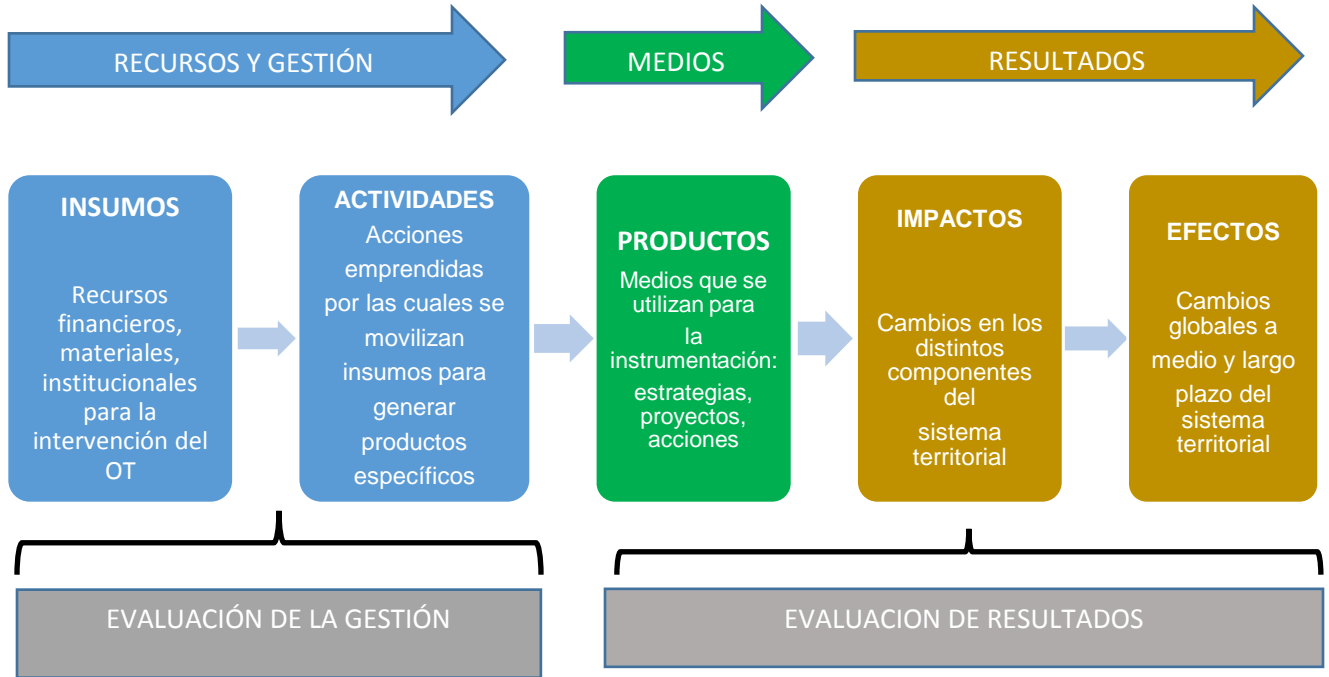 RECURSOS Y GESTIÓN
MEDIOS
RESULTADOS
INSUMOS
Recursos
financieros,
materiales,
institucionales
para la
intervención del
OT
ACTIVIDADES
Acciones
emprendidas
por las cuales se
movilizan
insumos para
generar
productos
específicos
PRODUCTOS
Medios que se
utilizan para
la
instrumentación:
estrategias,
proyectos,
acciones
IMPACTOS
Cambios en los
distintos
componentes
del
sistema
territorial
EFECTOS
Cambios
globales a
medio y largo
plazo del
sistema
territorial
EVALUACIÓN DE LA GESTIÓN
EVALUACION DE RESULTADOS